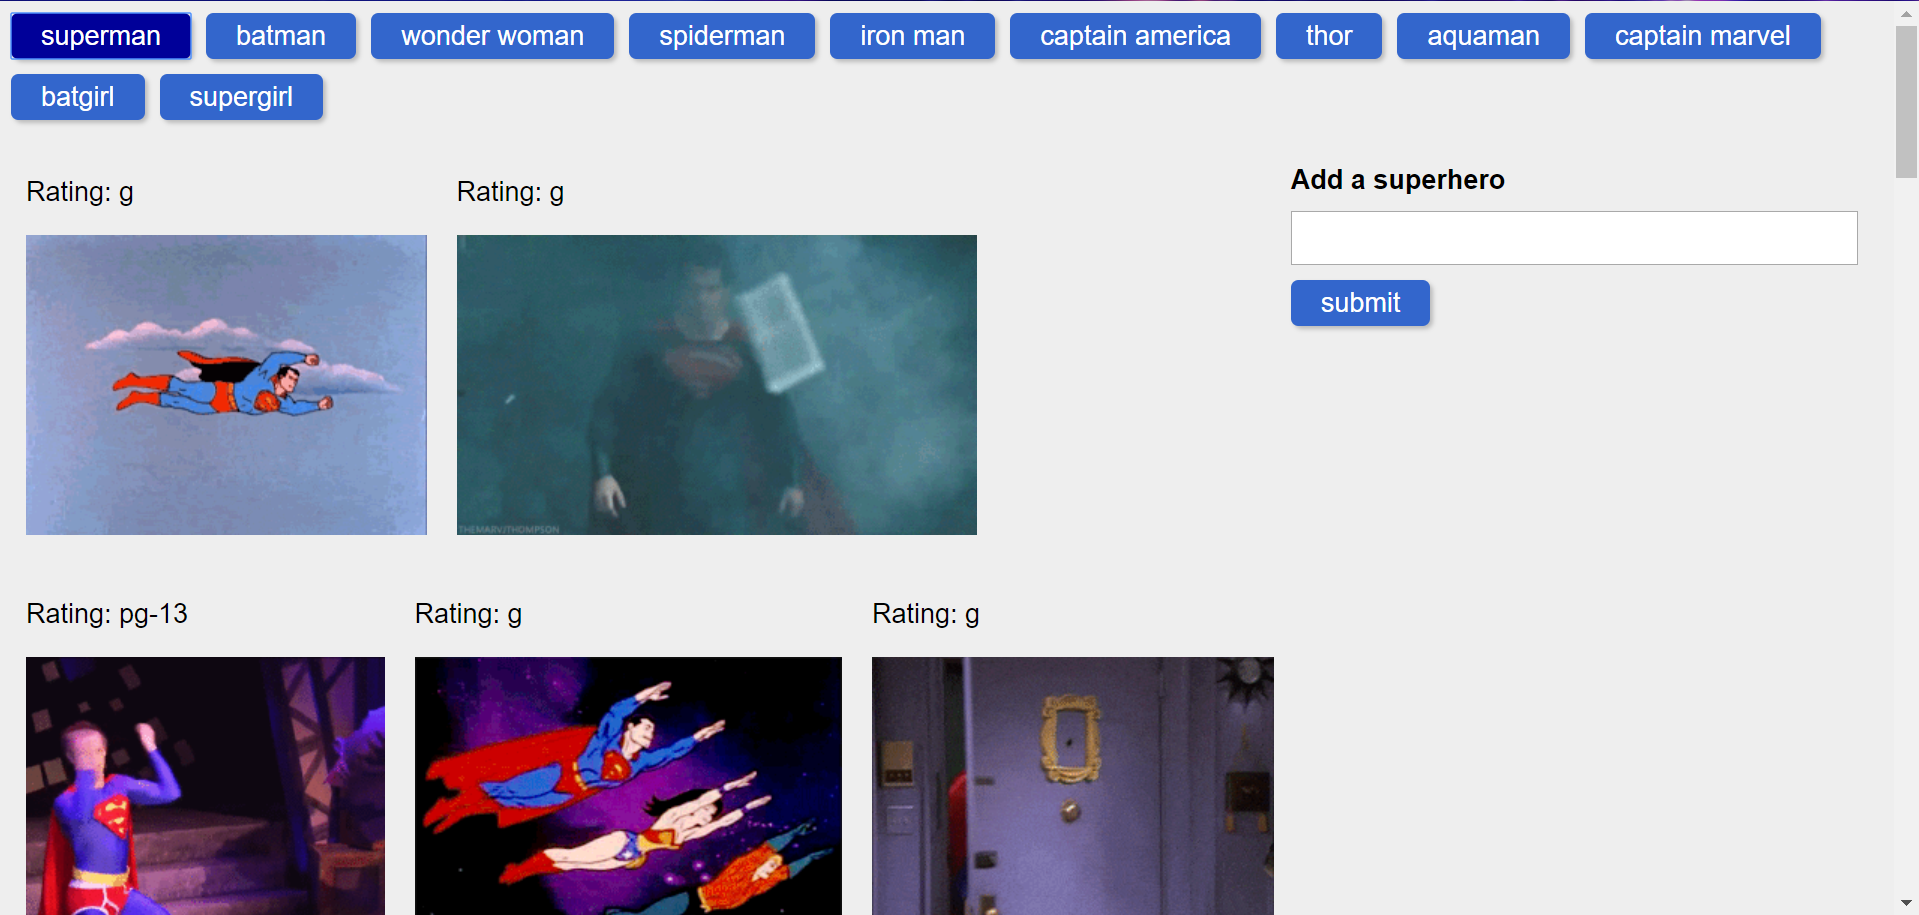 superman batman wonder woman spiderman iron man captain america thor aquaman captain marvel
batgirl supergirl
Add a superhero
submit
Rating: g Rating: g
THEMARVJTHOMPSON
Rating: pg-13 Rating: g Rating: g